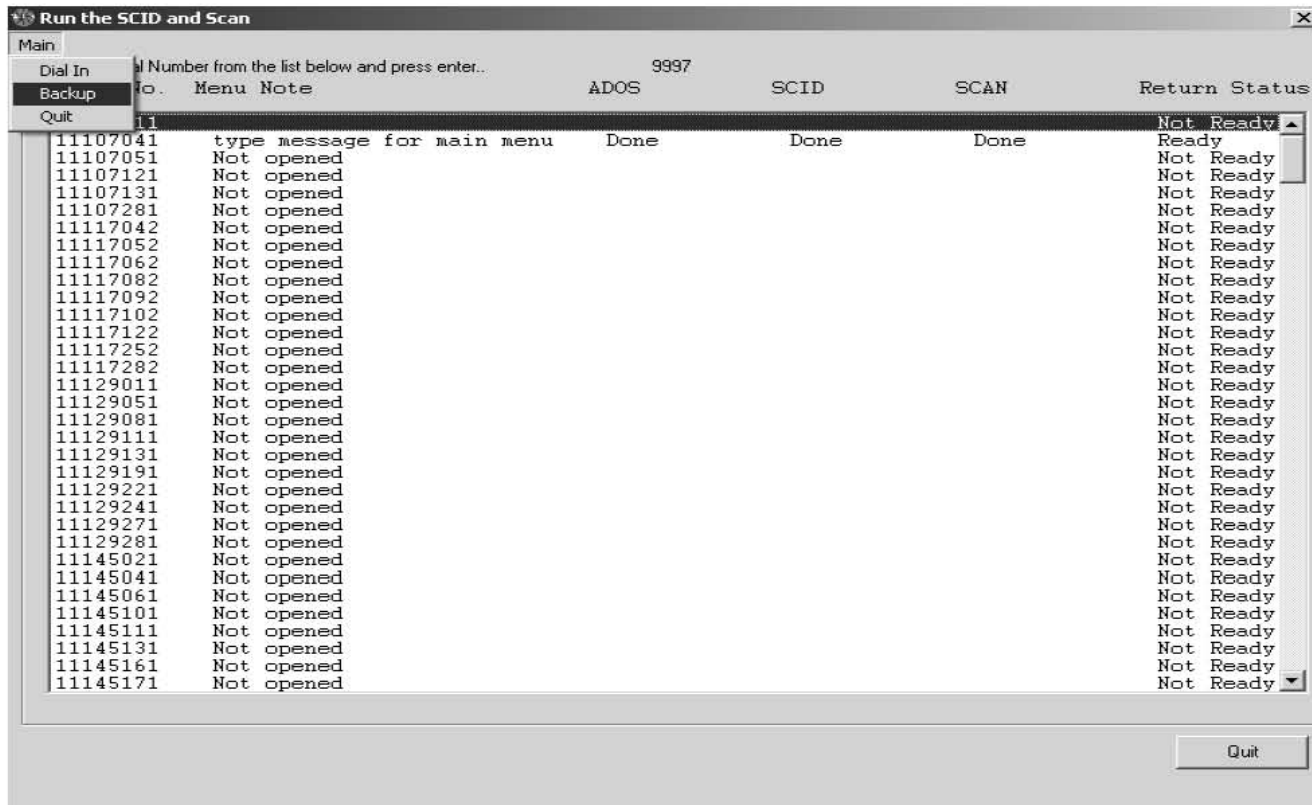 Run the SCID and Scan
Main
Dial In
Backup
Quit
l Number from the list below and press enter.. 9997
No. Menu Note ADOS SCID SCAN Return Status
11 Not Ready
11107041 type message for main menu Done Done Done Ready
11107051 Not opened Not Ready
11107121 Not opened Not Ready
11107131 Not opened Not Ready
11107281 Not opened Not Ready
11117042 Not opened Not Ready
11117052 Not opened Not Ready
11117062 Not opened Not Ready
11117082 Not opened Not Ready
11117092 Not opened Not Ready
11117102 Not opened Not Ready
11117122 Not opened Not Ready
11117252 Not opened Not Ready
11117282 Not opened Not Ready
11129011 Not opened Not Ready
11129051 Not opened Not Ready
11129081 Not opened Not Ready
11129111 Not opened Not Ready
11129131 Not opened Not Ready
11129191 Not opened Not Ready
11129221 Not opened Not Ready
11129241 Not opened Not Ready
11129271 Not opened Not Ready
11129281 Not opened Not Ready
11145021 Not opened Not Ready
11145041 Not opened Not Ready
11145061 Not opened Not Ready
11145101 Not opened Not Ready
11145111 Not opened Not Ready
11145131 Not opened Not Ready
11145161 Not opened Not Ready
11145171 Not opened Not Ready
Quit